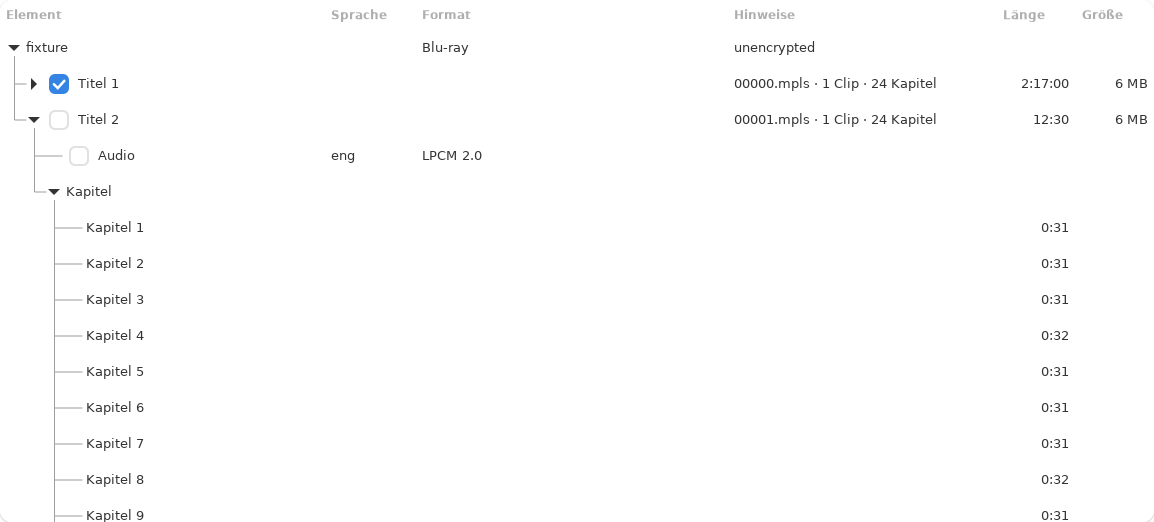 Element Sprache Format Hinweise Länge Größe
fixture Blu-ray unencrypted
Titel 1 00000.mpls · 1 Clip · 24 Kapitel 2:17:00 6 MB
Titel 2 00001.mpls · 1 Clip · 24 Kapitel 12:30 6 MB
Audio eng LPCM 2.0
Kapitel
Kapitel 1 0:31
Kapitel 2 0:31
Kapitel 3 0:31
Kapitel 4 0:32
Kapitel 5 0:31
Kapitel 6 0:31
Kapitel 7 0:31
Kapitel 8 0:32
Kapitel 9 0:31